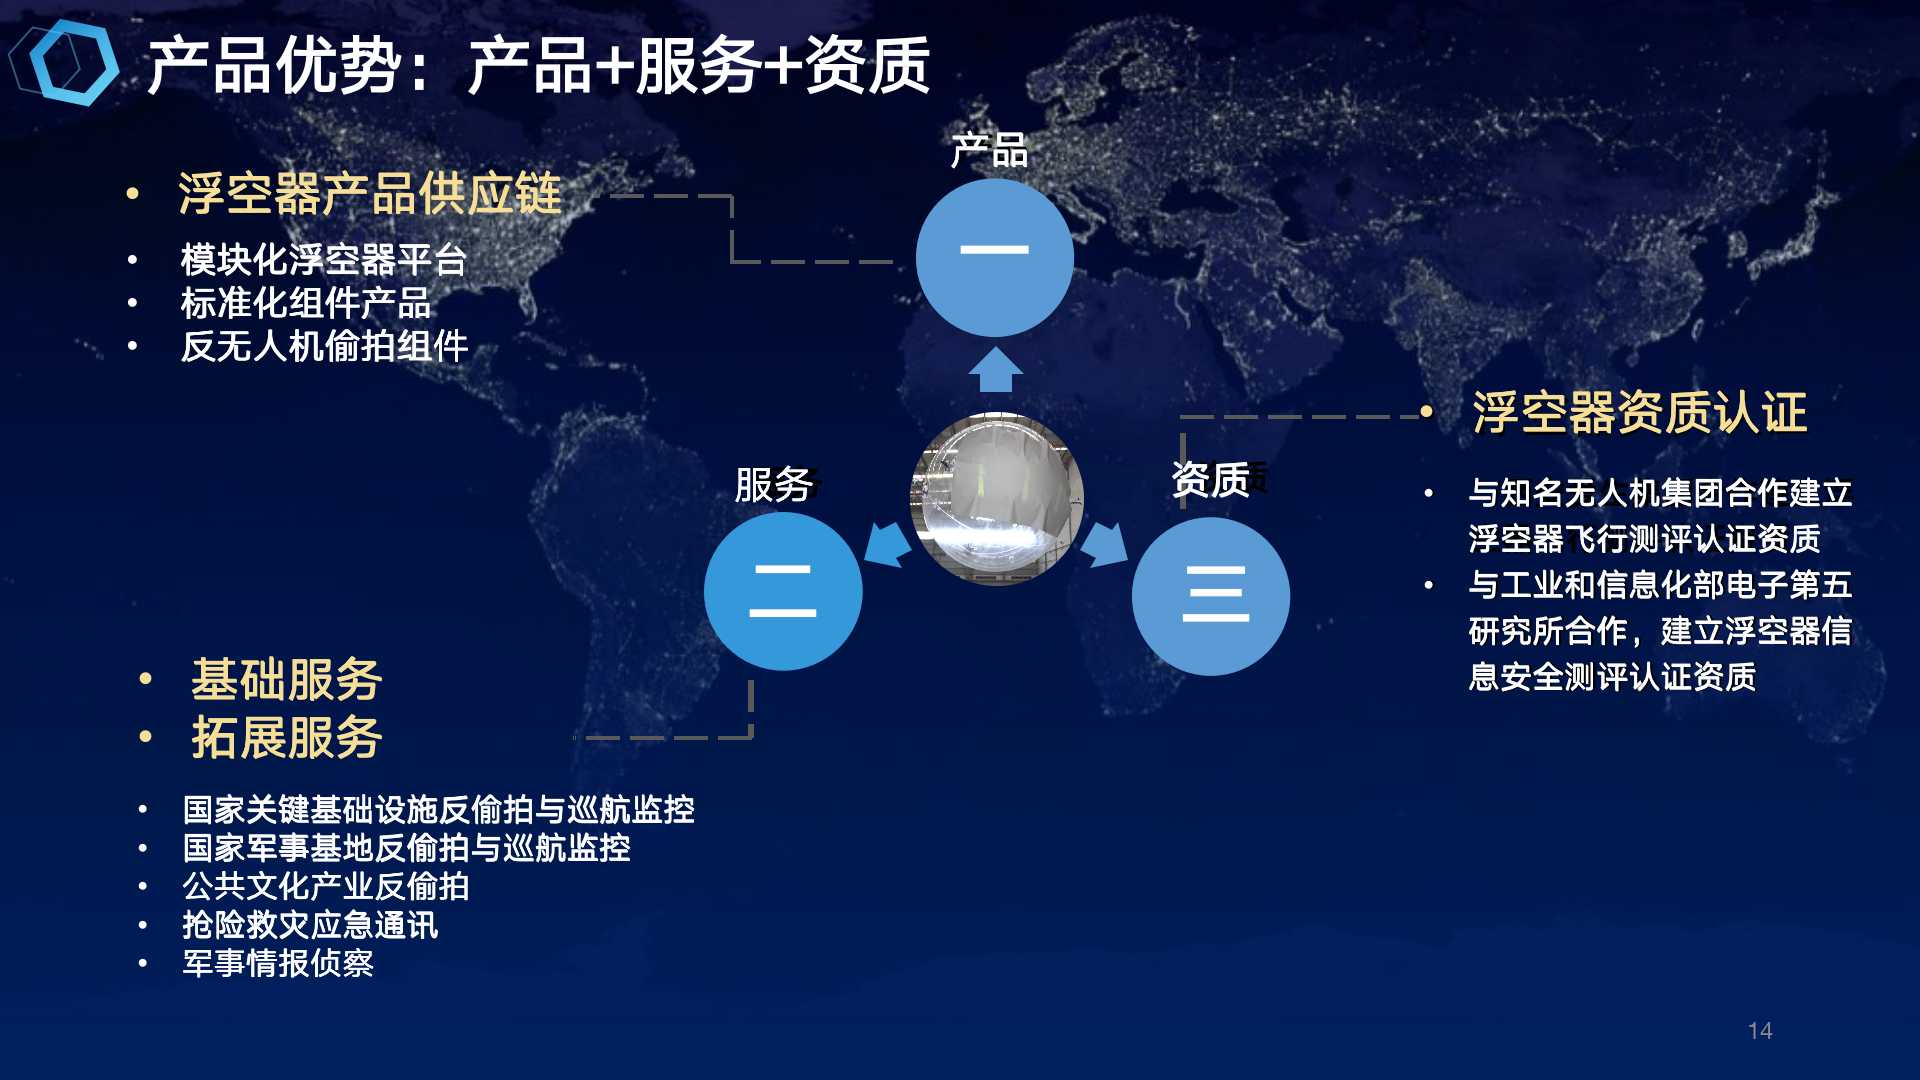 产品优势：产品+服务+资质
产品
• 浮空器产品供应链
• 模块化浮空器平台
• 标准化组件产品
• 反无人机偷拍组件
一
• 浮空器资质认证
服务
资质
• 与知名无人机集团合作建立
浮空器飞行测评认证资质
• 与工业和信息化部电子第五
研究所合作，建立浮空器信
息安全测评认证资质
二
三
• 基础服务
• 拓展服务
• 国家关键基础设施反偷拍与巡航监控
• 国家军事基地反偷拍与巡航监控
• 公共文化产业反偷拍
• 抢险救灾应急通讯
• 军事情报侦察
14